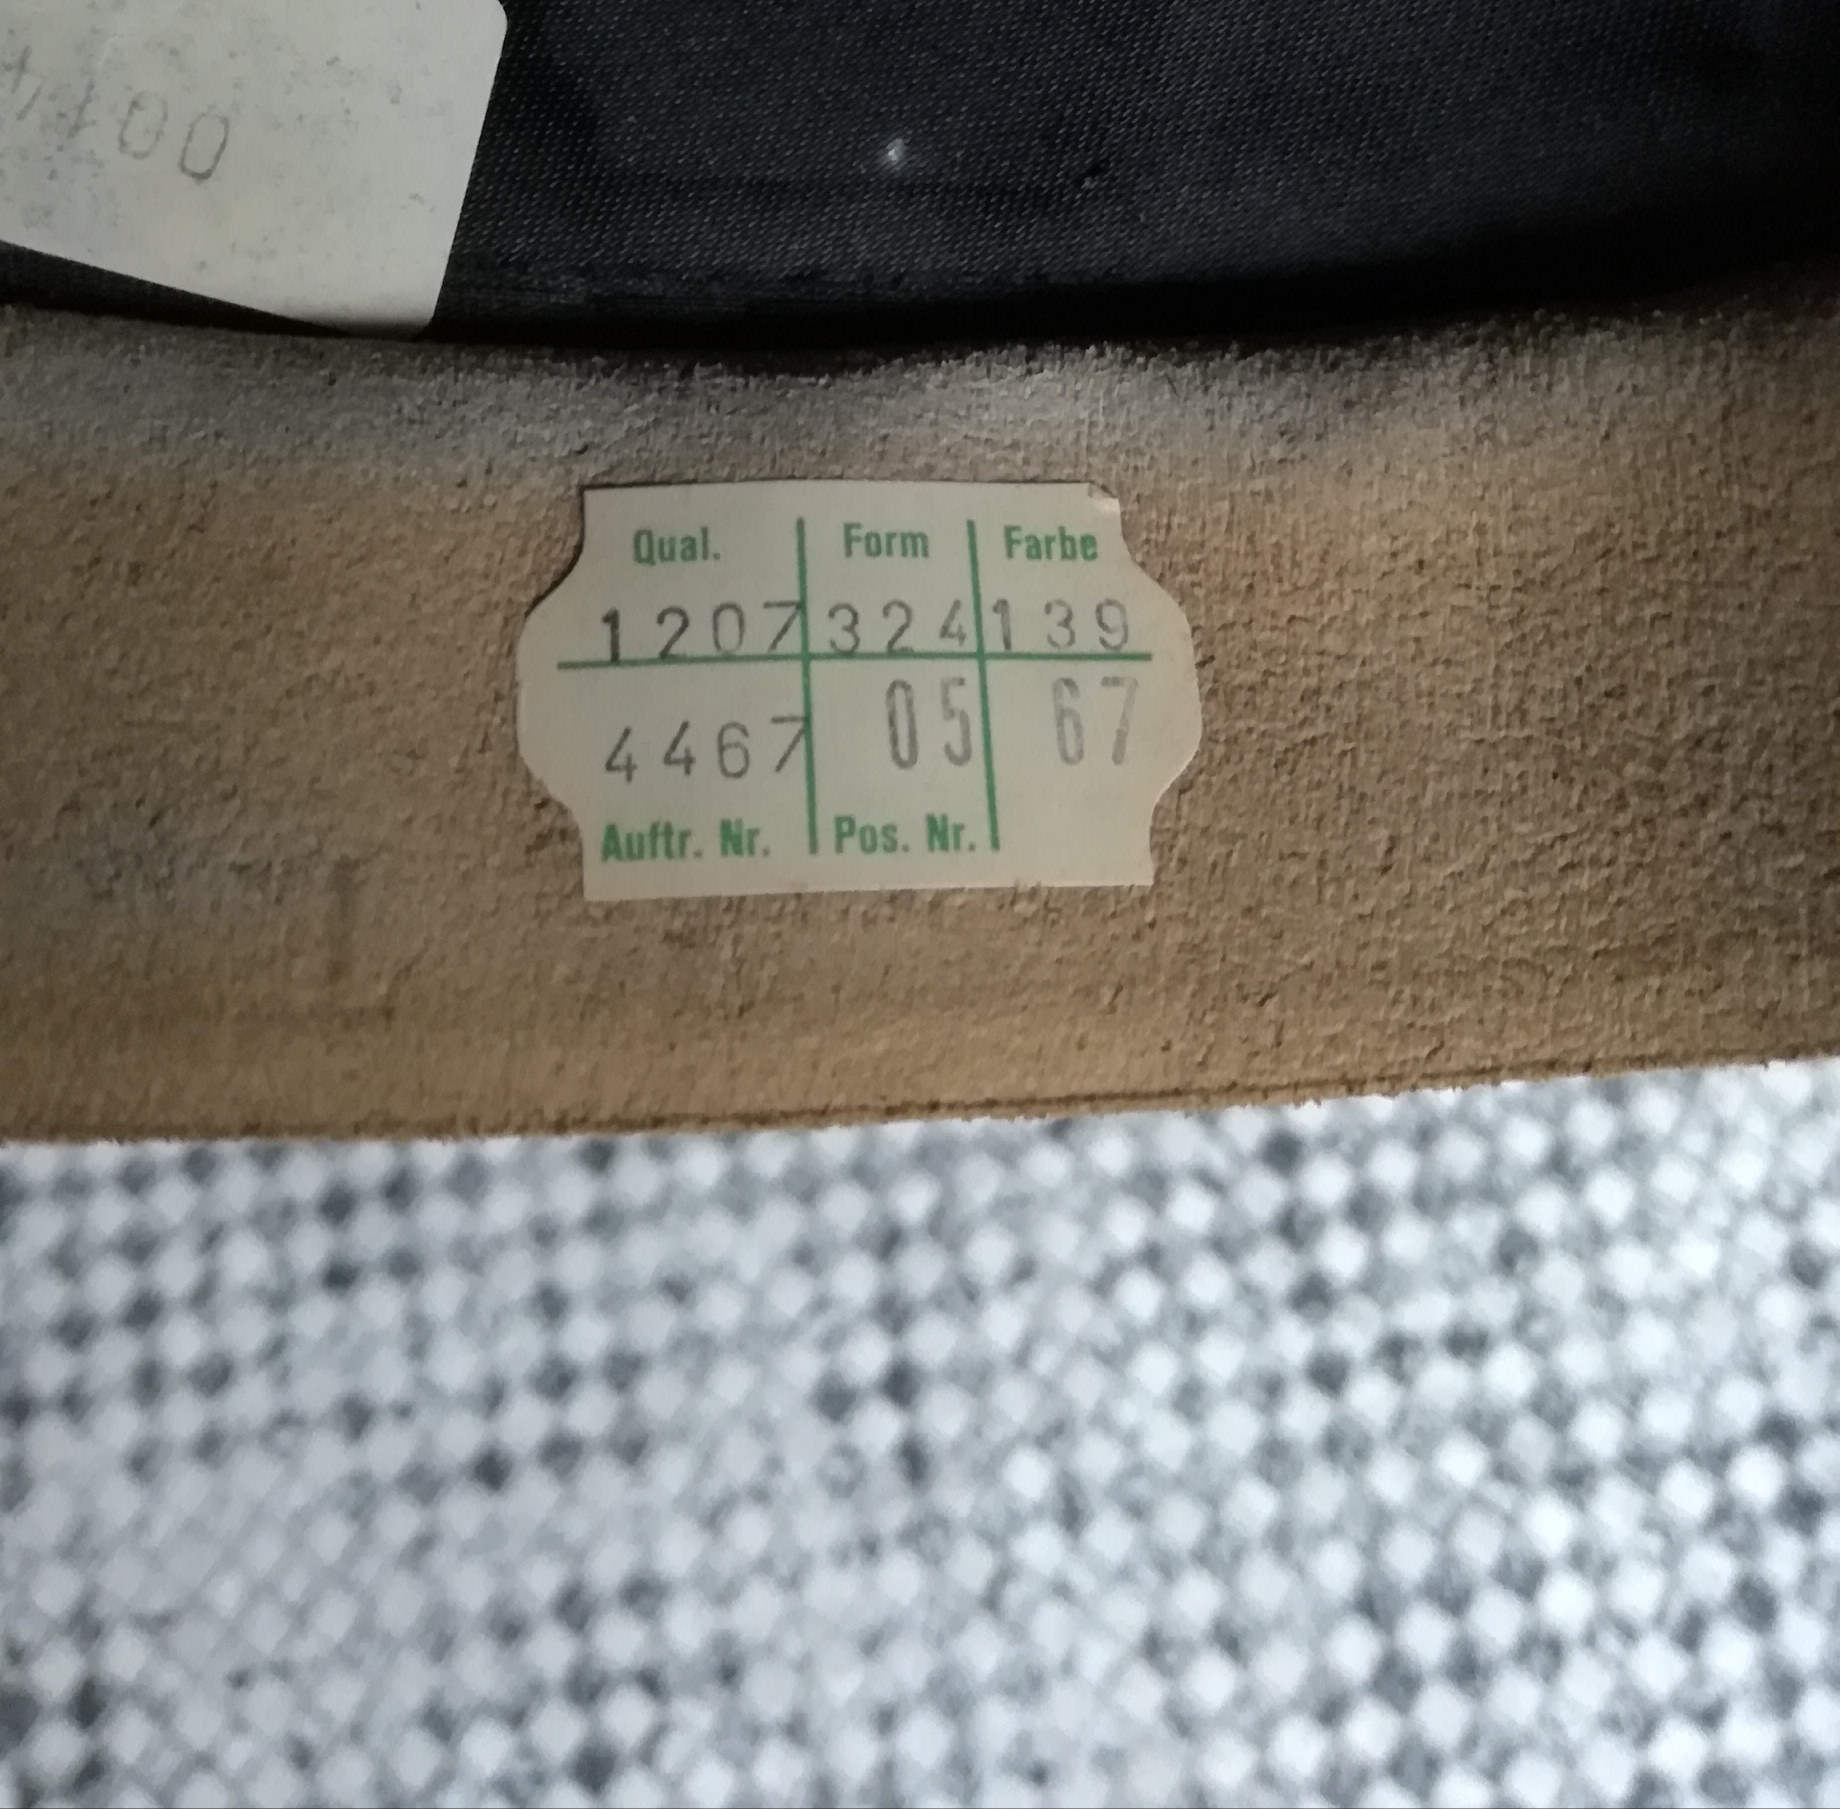 Qual. Form Farbe
1207 324 139
4467 05 67
Auftr. Nr. Pos. Nr.